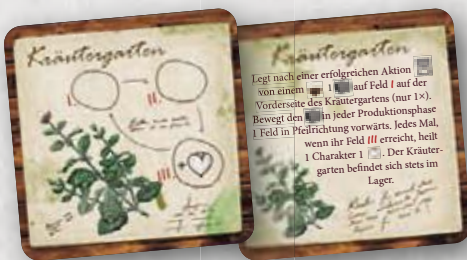 Kräutergarten
I.
II.
III.
Kräutergarten
Legt nach einer erfolgreichen Aktion
von einem 1 auf Feld I auf der
Vorderseite des Kräutergartens (nur 1×).
Bewegt den in jeder Produktionsphase
1 Feld in Pfeilrichtung vorwärts. Jedes Mal,
wenn ihr Feld III erreicht, heilt
1 Charakter 1 . Der Kräuter-
garten befindet sich stets im
Lager.